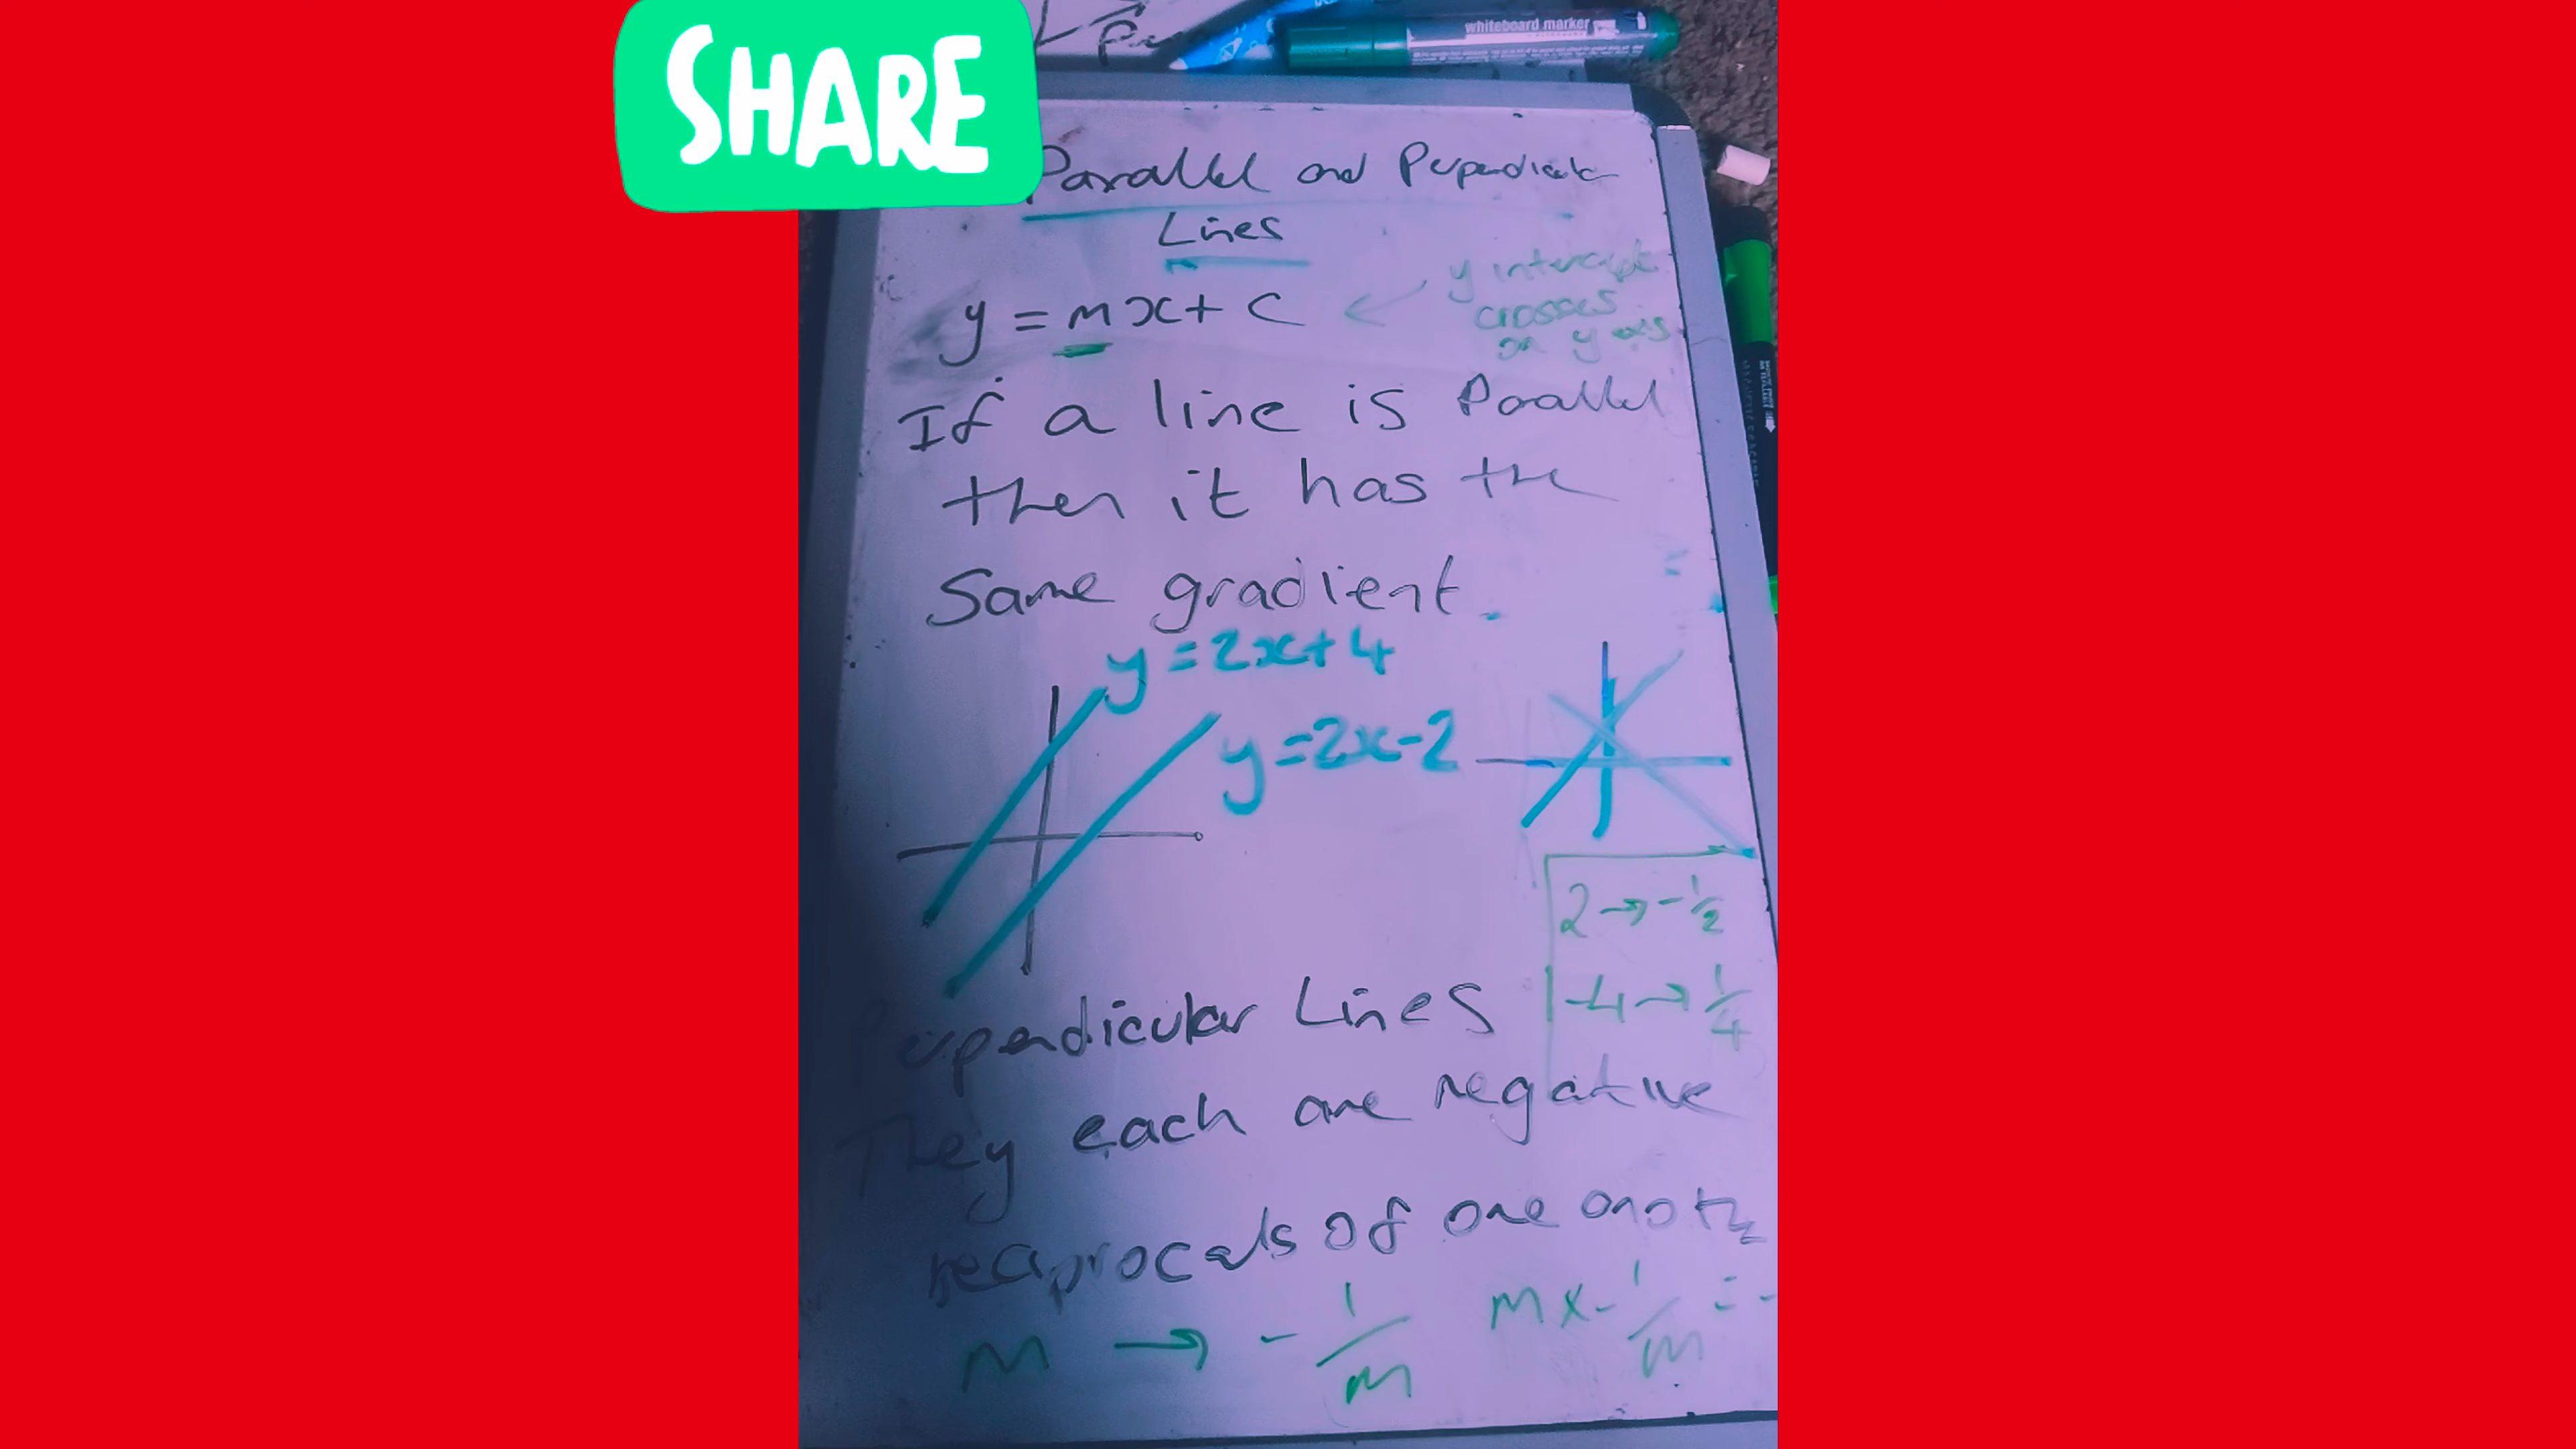 SHARE
whiteboard marker
Parallel and Perpendicular
Lines
y = mx + c
y intercept
crosses
on y axis
If a line is Parallel
then it has the
Same gradient.
y = 2x + 4
y = 2x - 2
2 → -1/2
-4 → 1/4
Perpendicular Lines
They each are negative
reciprocals of one another
m → - 1/m
m x - 1/m = -